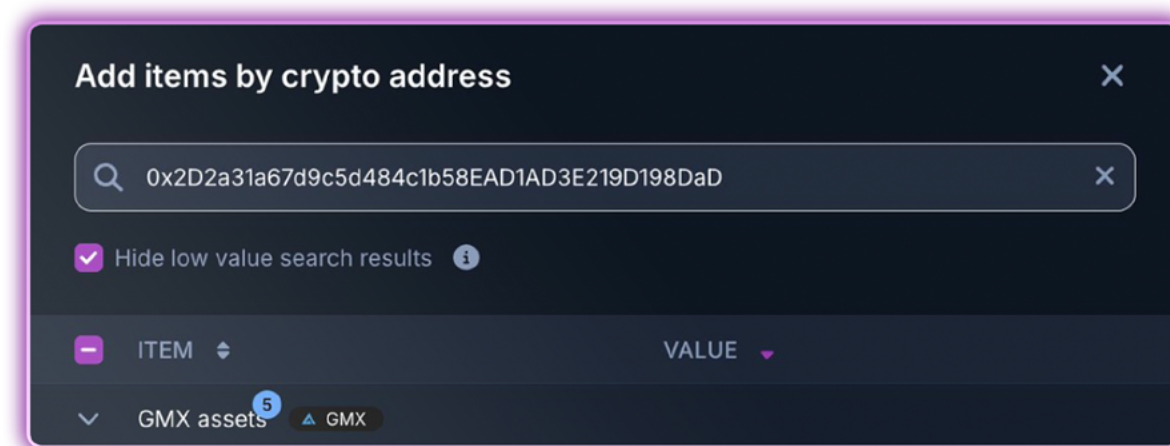 Add items by crypto address
0x2D2a31a67d9c5d484c1b58EAD1AD3E219D198DaD
Hide low value search results
ITEM VALUE
GMX assets 5 GMX